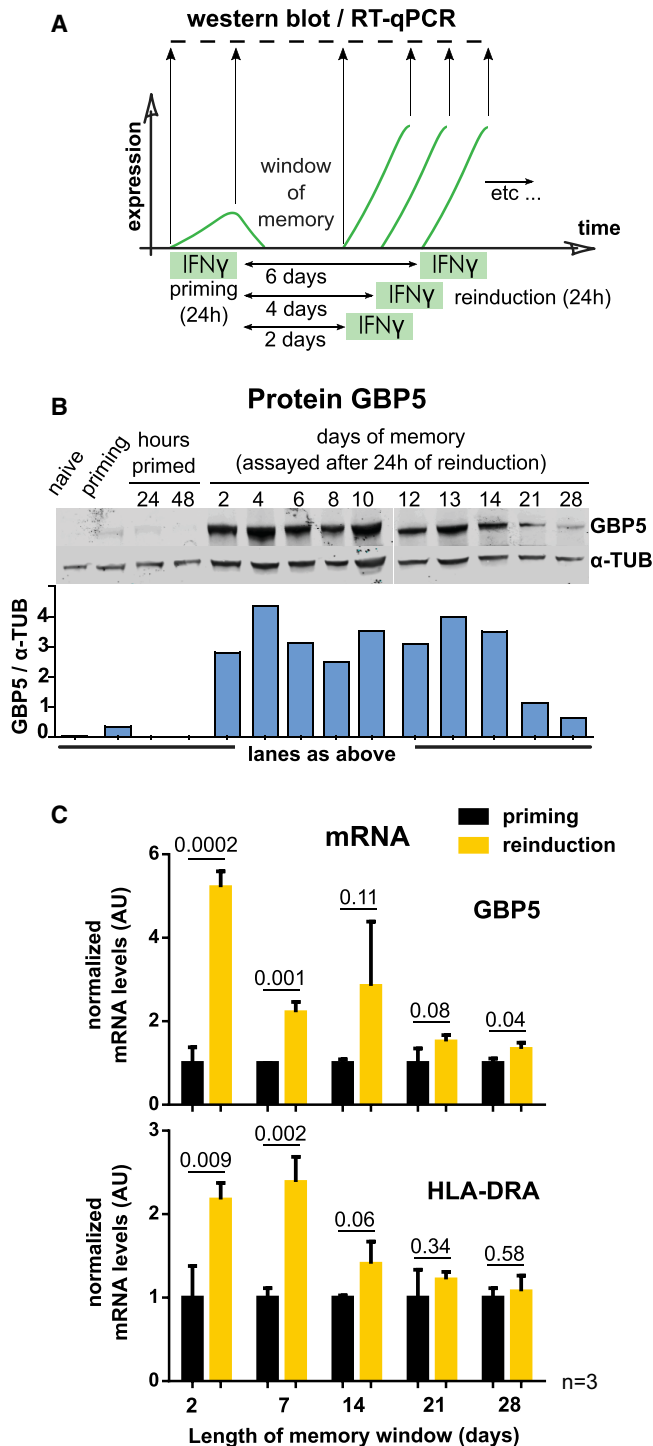 A
western blot / RT-qPCR
expression
window
of
memory
etc ...
time
IFNγ
IFNγ
6 days
priming
(24h)
IFNγ
reinduction (24h)
4 days
IFNγ
2 days
B
Protein GBP5
naive
priming
hours
primed
days of memory
(assayed after 24h of reinduction)
24 48 2 4 6 8 10 12 13 14 21 28
GBP5
α-TUB
GBP5 / α-TUB
4
3
2
1
0
lanes as above
C
mRNA
priming
reinduction
GBP5
normalized
mRNA levels (AU)
6
4
2
0
0.0002
0.001
0.11
0.08
0.04
HLA-DRA
normalized
mRNA levels (AU)
3
2
1
0
0.009
0.002
0.06
0.34
0.58
n=3
2 7 14 21 28
Length of memory window (days)